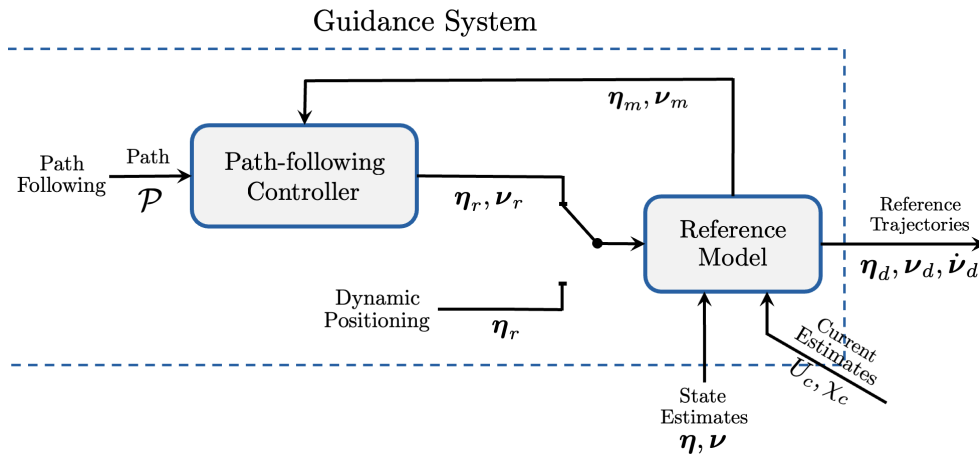 Guidance System
η_m, ν_m
Path
Following
Path
𝒫
Path-following
Controller
η_r, ν_r
Reference
Model
Reference
Trajectories
η_d, ν_d, ν̇_d
Dynamic
Positioning
η_r
Current
Estimates
U_c, χ_c
State
Estimates
η, ν